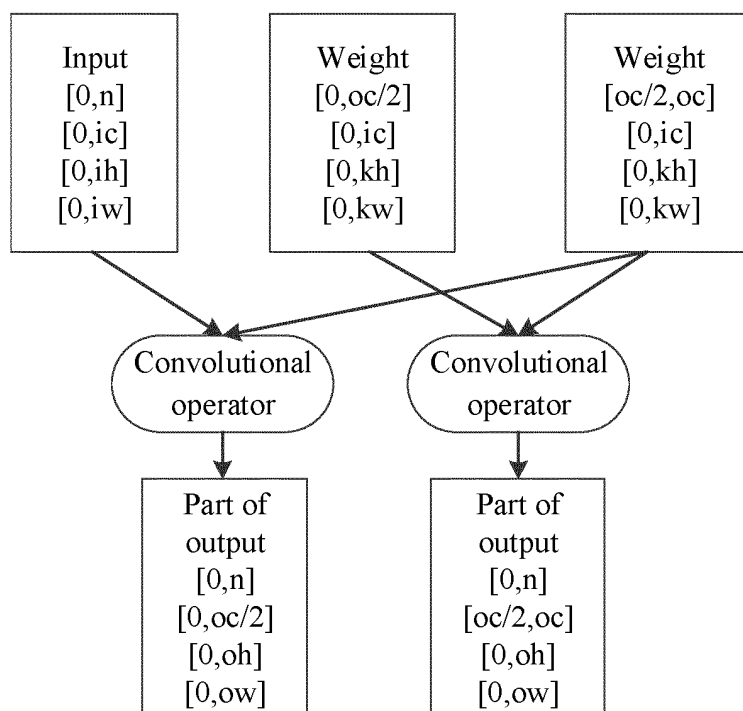 Input
[0,n]
[0,ic]
[0,ih]
[0,iw]
Weight
[0,oc/2]
[0,ic]
[0,kh]
[0,kw]
Weight
[oc/2,oc]
[0,ic]
[0,kh]
[0,kw]
Convolutional
operator
Convolutional
operator
Part of
output
[0,n]
[0,oc/2]
[0,oh]
[0,ow]
Part of
output
[0,n]
[oc/2,oc]
[0,oh]
[0,ow]